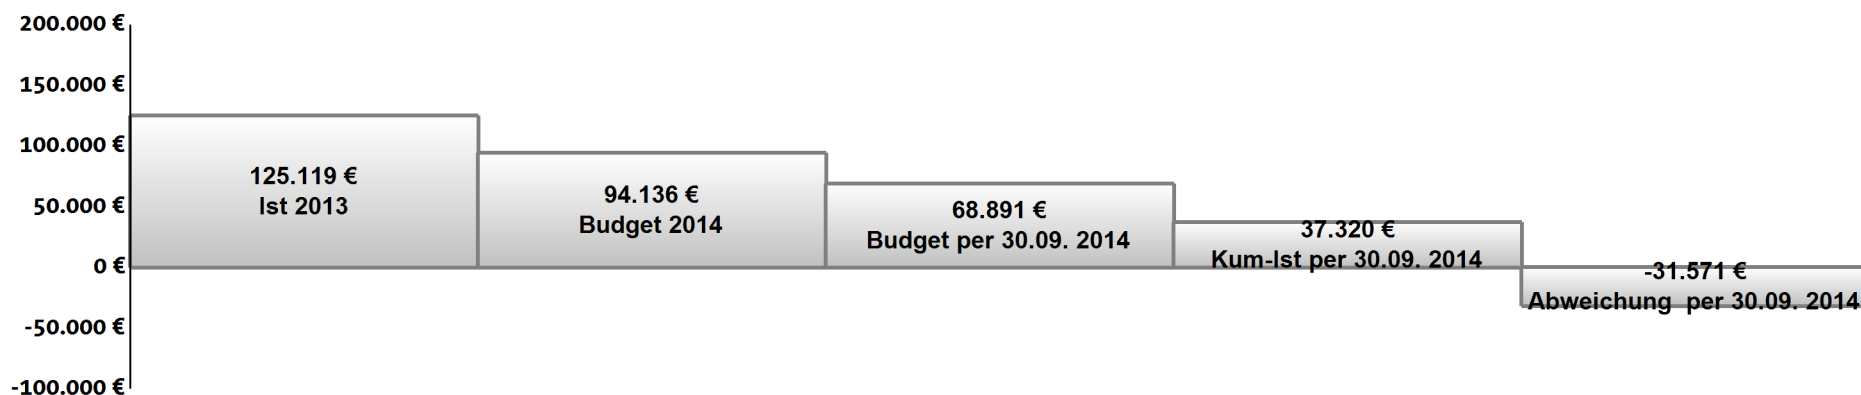 200.000 €
150.000 €
100.000 €
50.000 €
0 €
-50.000 €
-100.000 €
125.119 €
Ist 2013
94.136 €
Budget 2014
68.891 €
Budget per 30.09. 2014
37.320 €
Kum-Ist per 30.09. 2014
-31.571 €
Abweichung  per 30.09. 2014